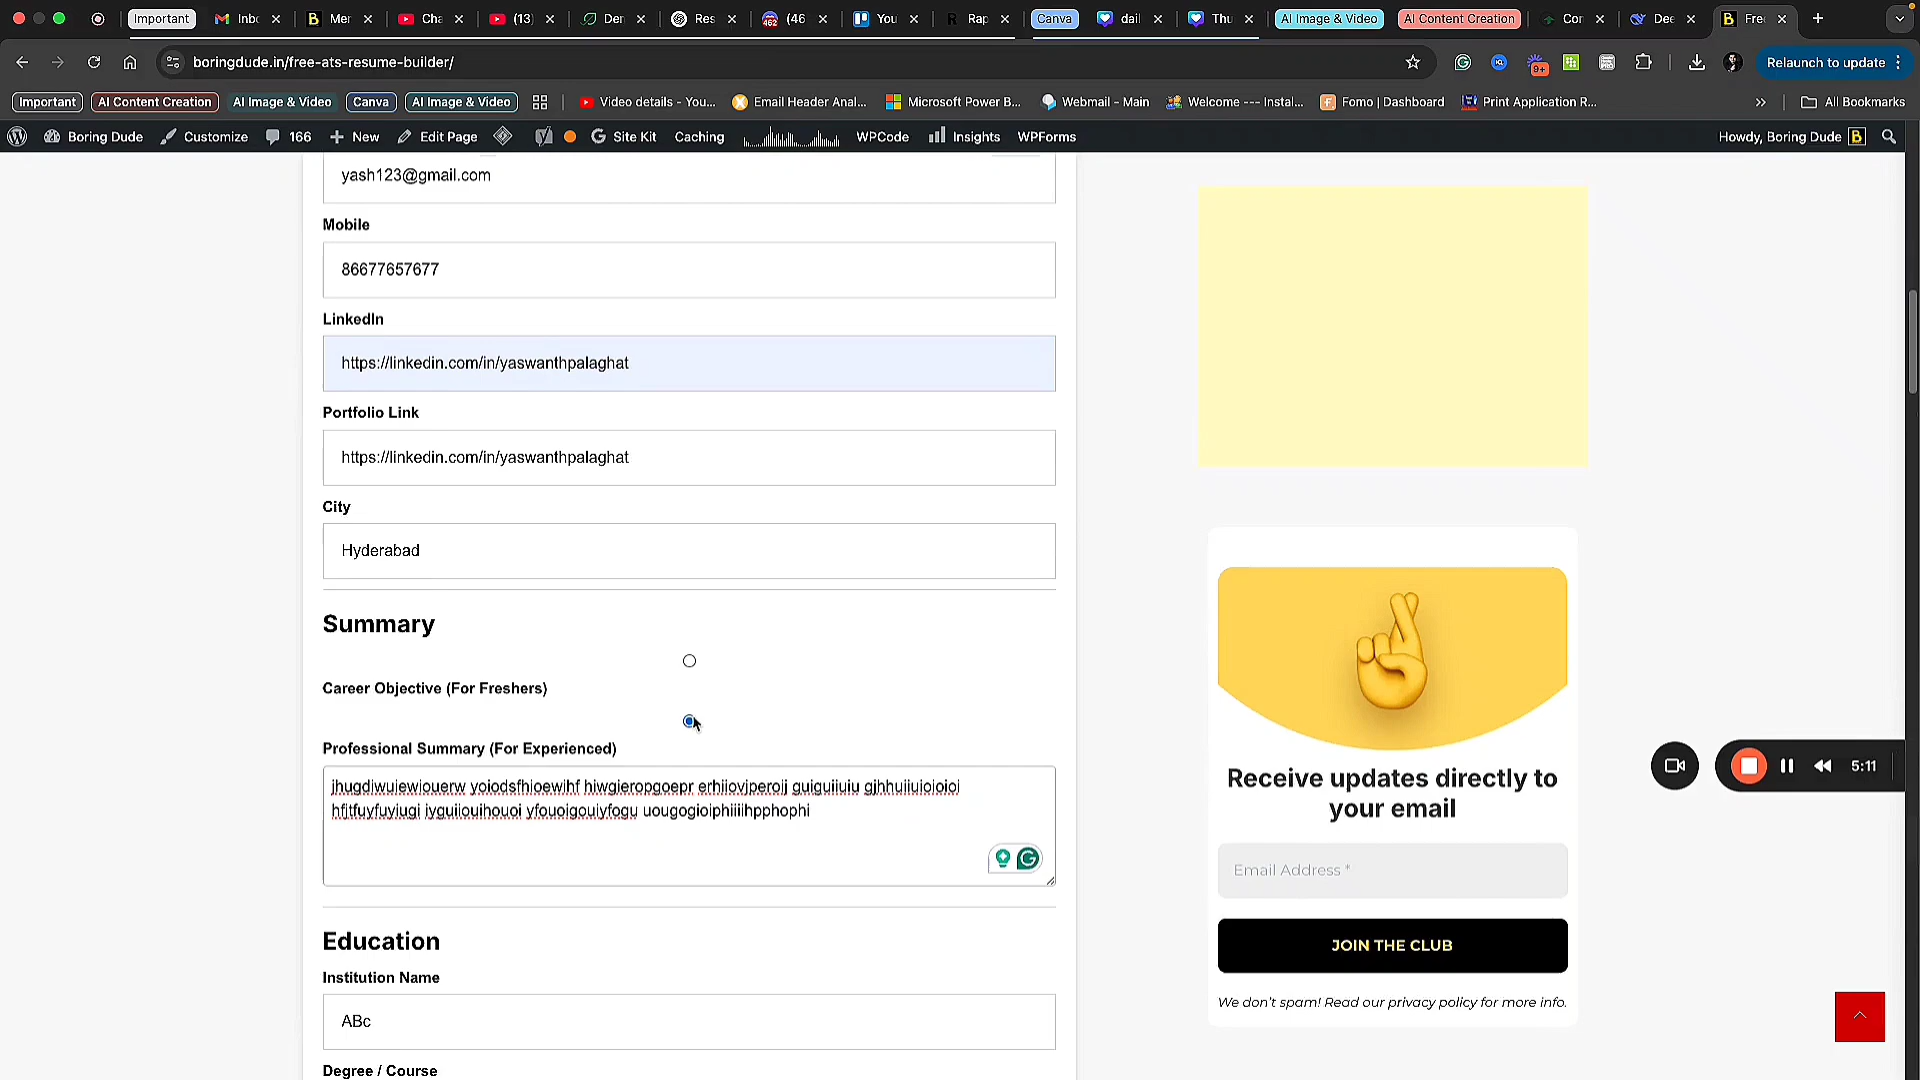 Important
Inb
Mer
Cha
(13)
Den
Res
(46
You
Rap
Canva
dail
Thu
AI Image & Video
AI Content Creation
Cor
Dee
Fre
boringdude.in/free-ats-resume-builder/
9+
Relaunch to update
Important
AI Content Creation
AI Image & Video
Canva
AI Image & Video
Video details - You...
Email Header Anal...
Microsoft Power B...
Webmail - Main
Welcome --- Instal...
Fomo | Dashboard
Print Application R...
All Bookmarks
Boring Dude
Customize
166
New
Edit Page
Site Kit
Caching
WPCode
Insights
WPForms
Howdy, Boring Dude
yash123@gmail.com
Mobile
86677657677
LinkedIn
https://linkedin.com/in/yaswanthpalaghat
Portfolio Link
https://linkedin.com/in/yaswanthpalaghat
City
Hyderabad
Summary
Career Objective (For Freshers)
Professional Summary (For Experienced)
jhugdiwuiewiouerw yoiodsfhioewihf hiwgieropgoepr erhiiovjperoij guiguiiuiu gjhhuiiuioioioi
hfjtfuyfuyiugi jyguiiouihouoi yfouoigouiyfogu uougogioiphiiiihpphophi
Education
Institution Name
ABc
Degree / Course
Receive updates directly to
your email
Email Address *
JOIN THE CLUB
We don't spam! Read our privacy policy for more info.
5:11